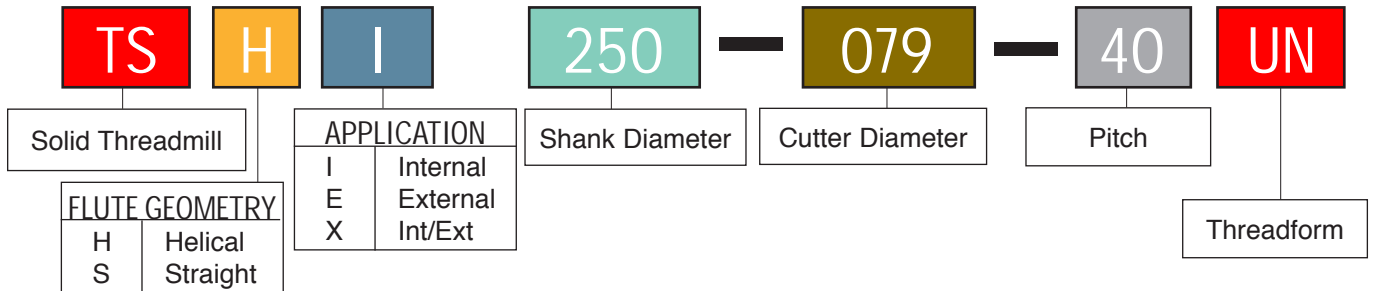 TS H I 250 — 079 — 40 UN
Solid Threadmill
FLUTE GEOMETRY
H Helical
S Straight
APPLICATION
I Internal
E External
X Int/Ext
Shank Diameter
Cutter Diameter
Pitch
Threadform